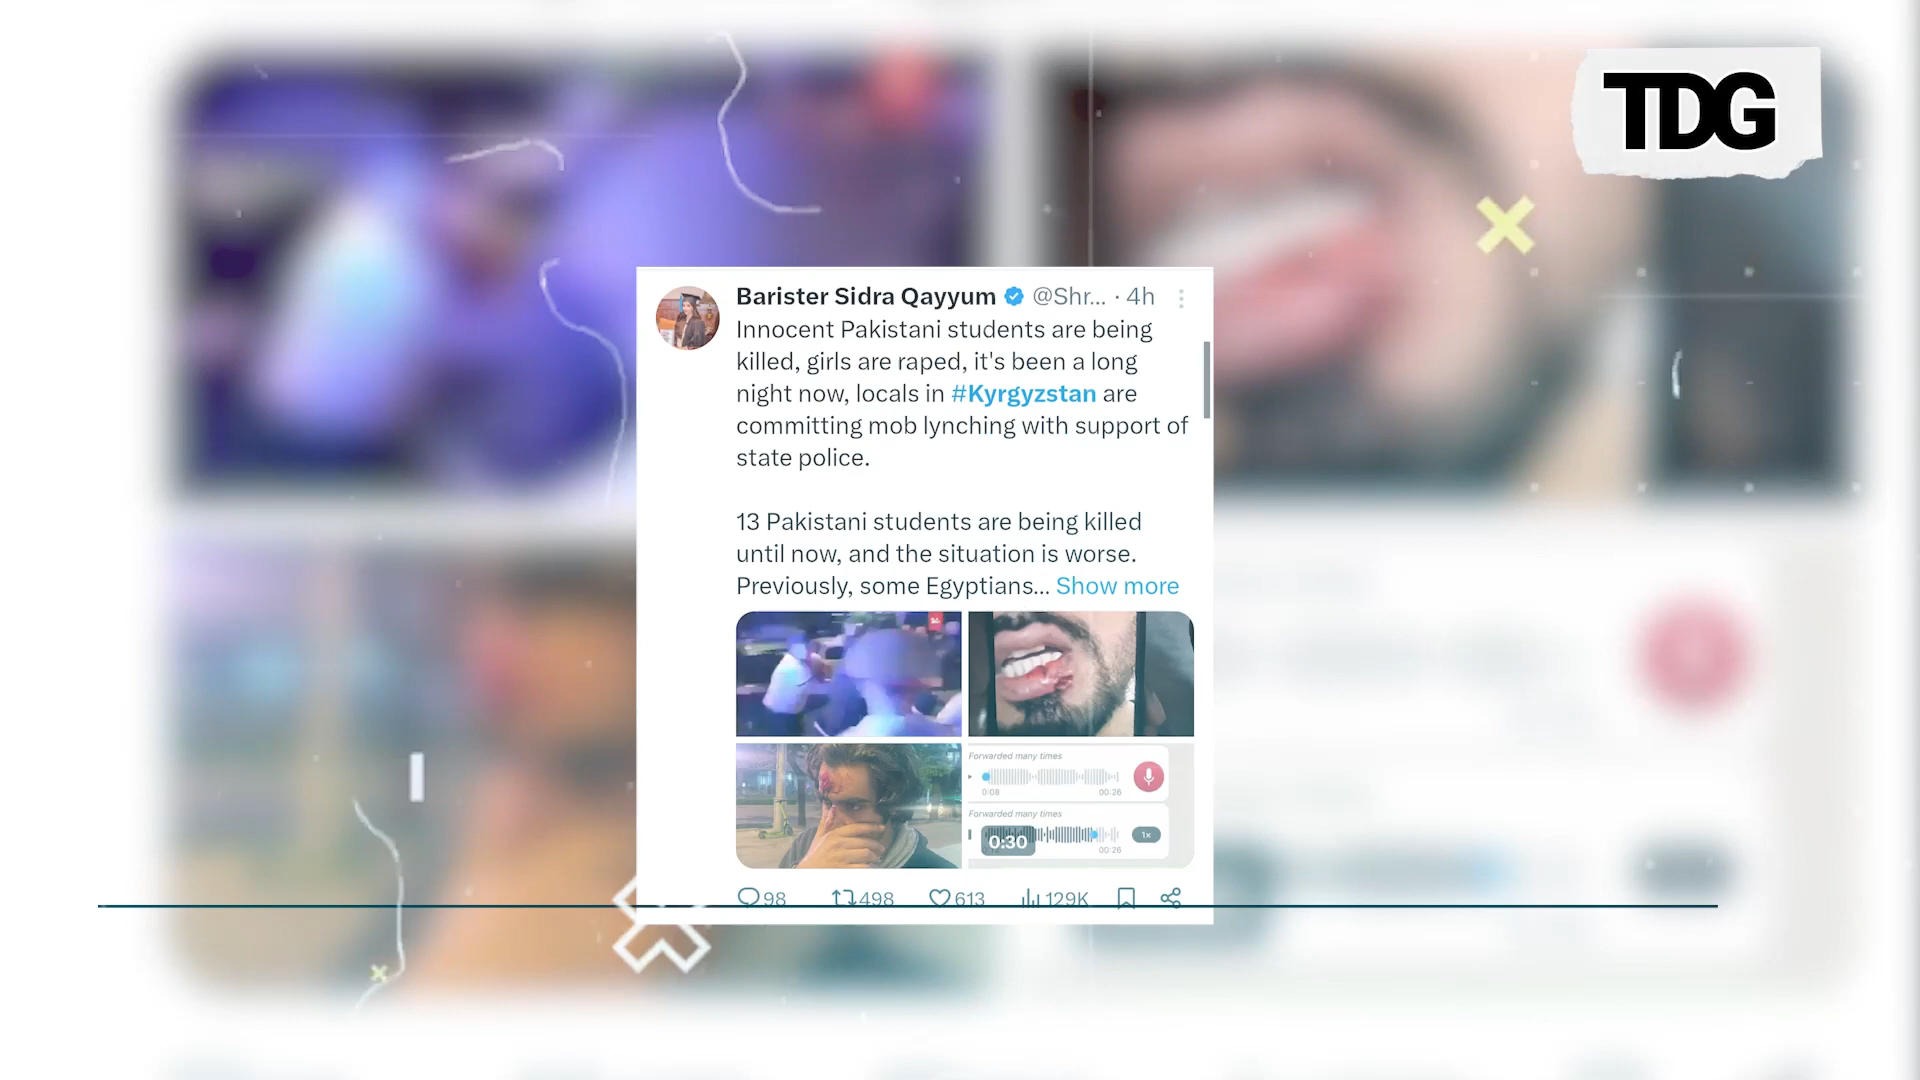 TDG
Barister Sidra Qayyum @Shr... · 4h
Innocent Pakistani students are being
killed, girls are raped, it's been a long
night now, locals in #Kyrgyzstan are
committing mob lynching with support of
state police.
13 Pakistani students are being killed
until now, and the situation is worse.
Previously, some Egyptians... Show more
Forwarded many times
0:08 00:26
Forwarded many times
1x
0:30
00:26
98 498 613 129K